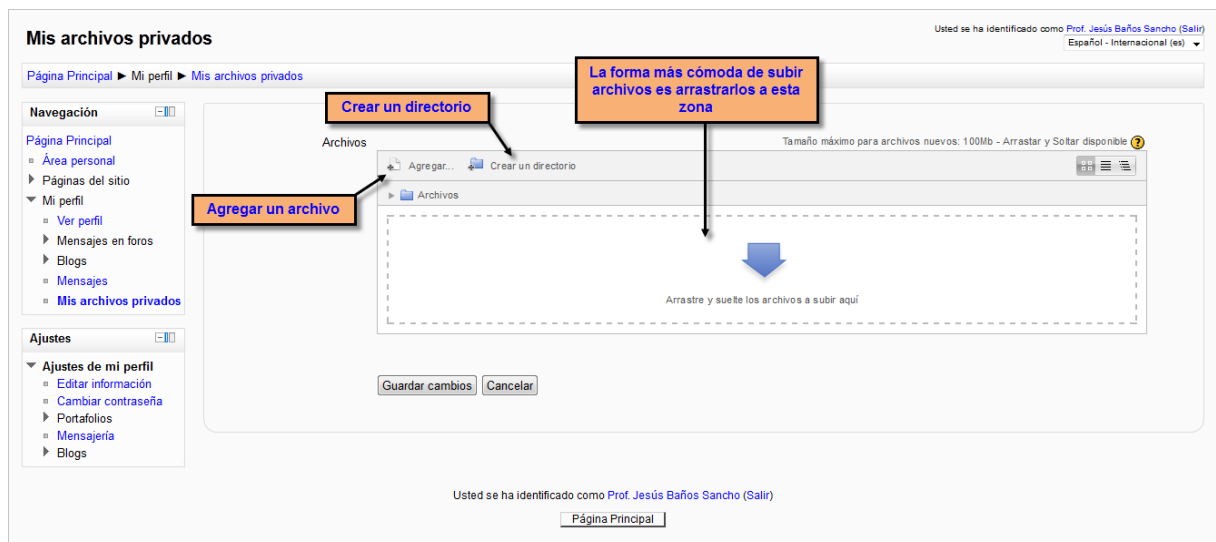 Mis archivos privados
Usted se ha identificado como Prof. Jesús Baños Sancho (Salir)
Español - Internacional (es)
Página Principal ► Mi perfil ► Mis archivos privados
La forma más cómoda de subir
archivos es arrastrarlos a esta
zona
Crear un directorio
Agregar un archivo
Navegación
Página Principal
Área personal
Páginas del sitio
Mi perfil
Ver perfil
Mensajes en foros
Blogs
Mensajes
Mis archivos privados
Ajustes
Ajustes de mi perfil
Editar información
Cambiar contraseña
Portafolios
Mensajería
Blogs
Archivos
Tamaño máximo para archivos nuevos: 100Mb - Arrastar y Soltar disponible ?
Agregar... Crear un directorio
Archivos
Arrastre y suelte los archivos a subir aquí
Guardar cambios Cancelar
Usted se ha identificado como Prof. Jesús Baños Sancho (Salir)
Página Principal